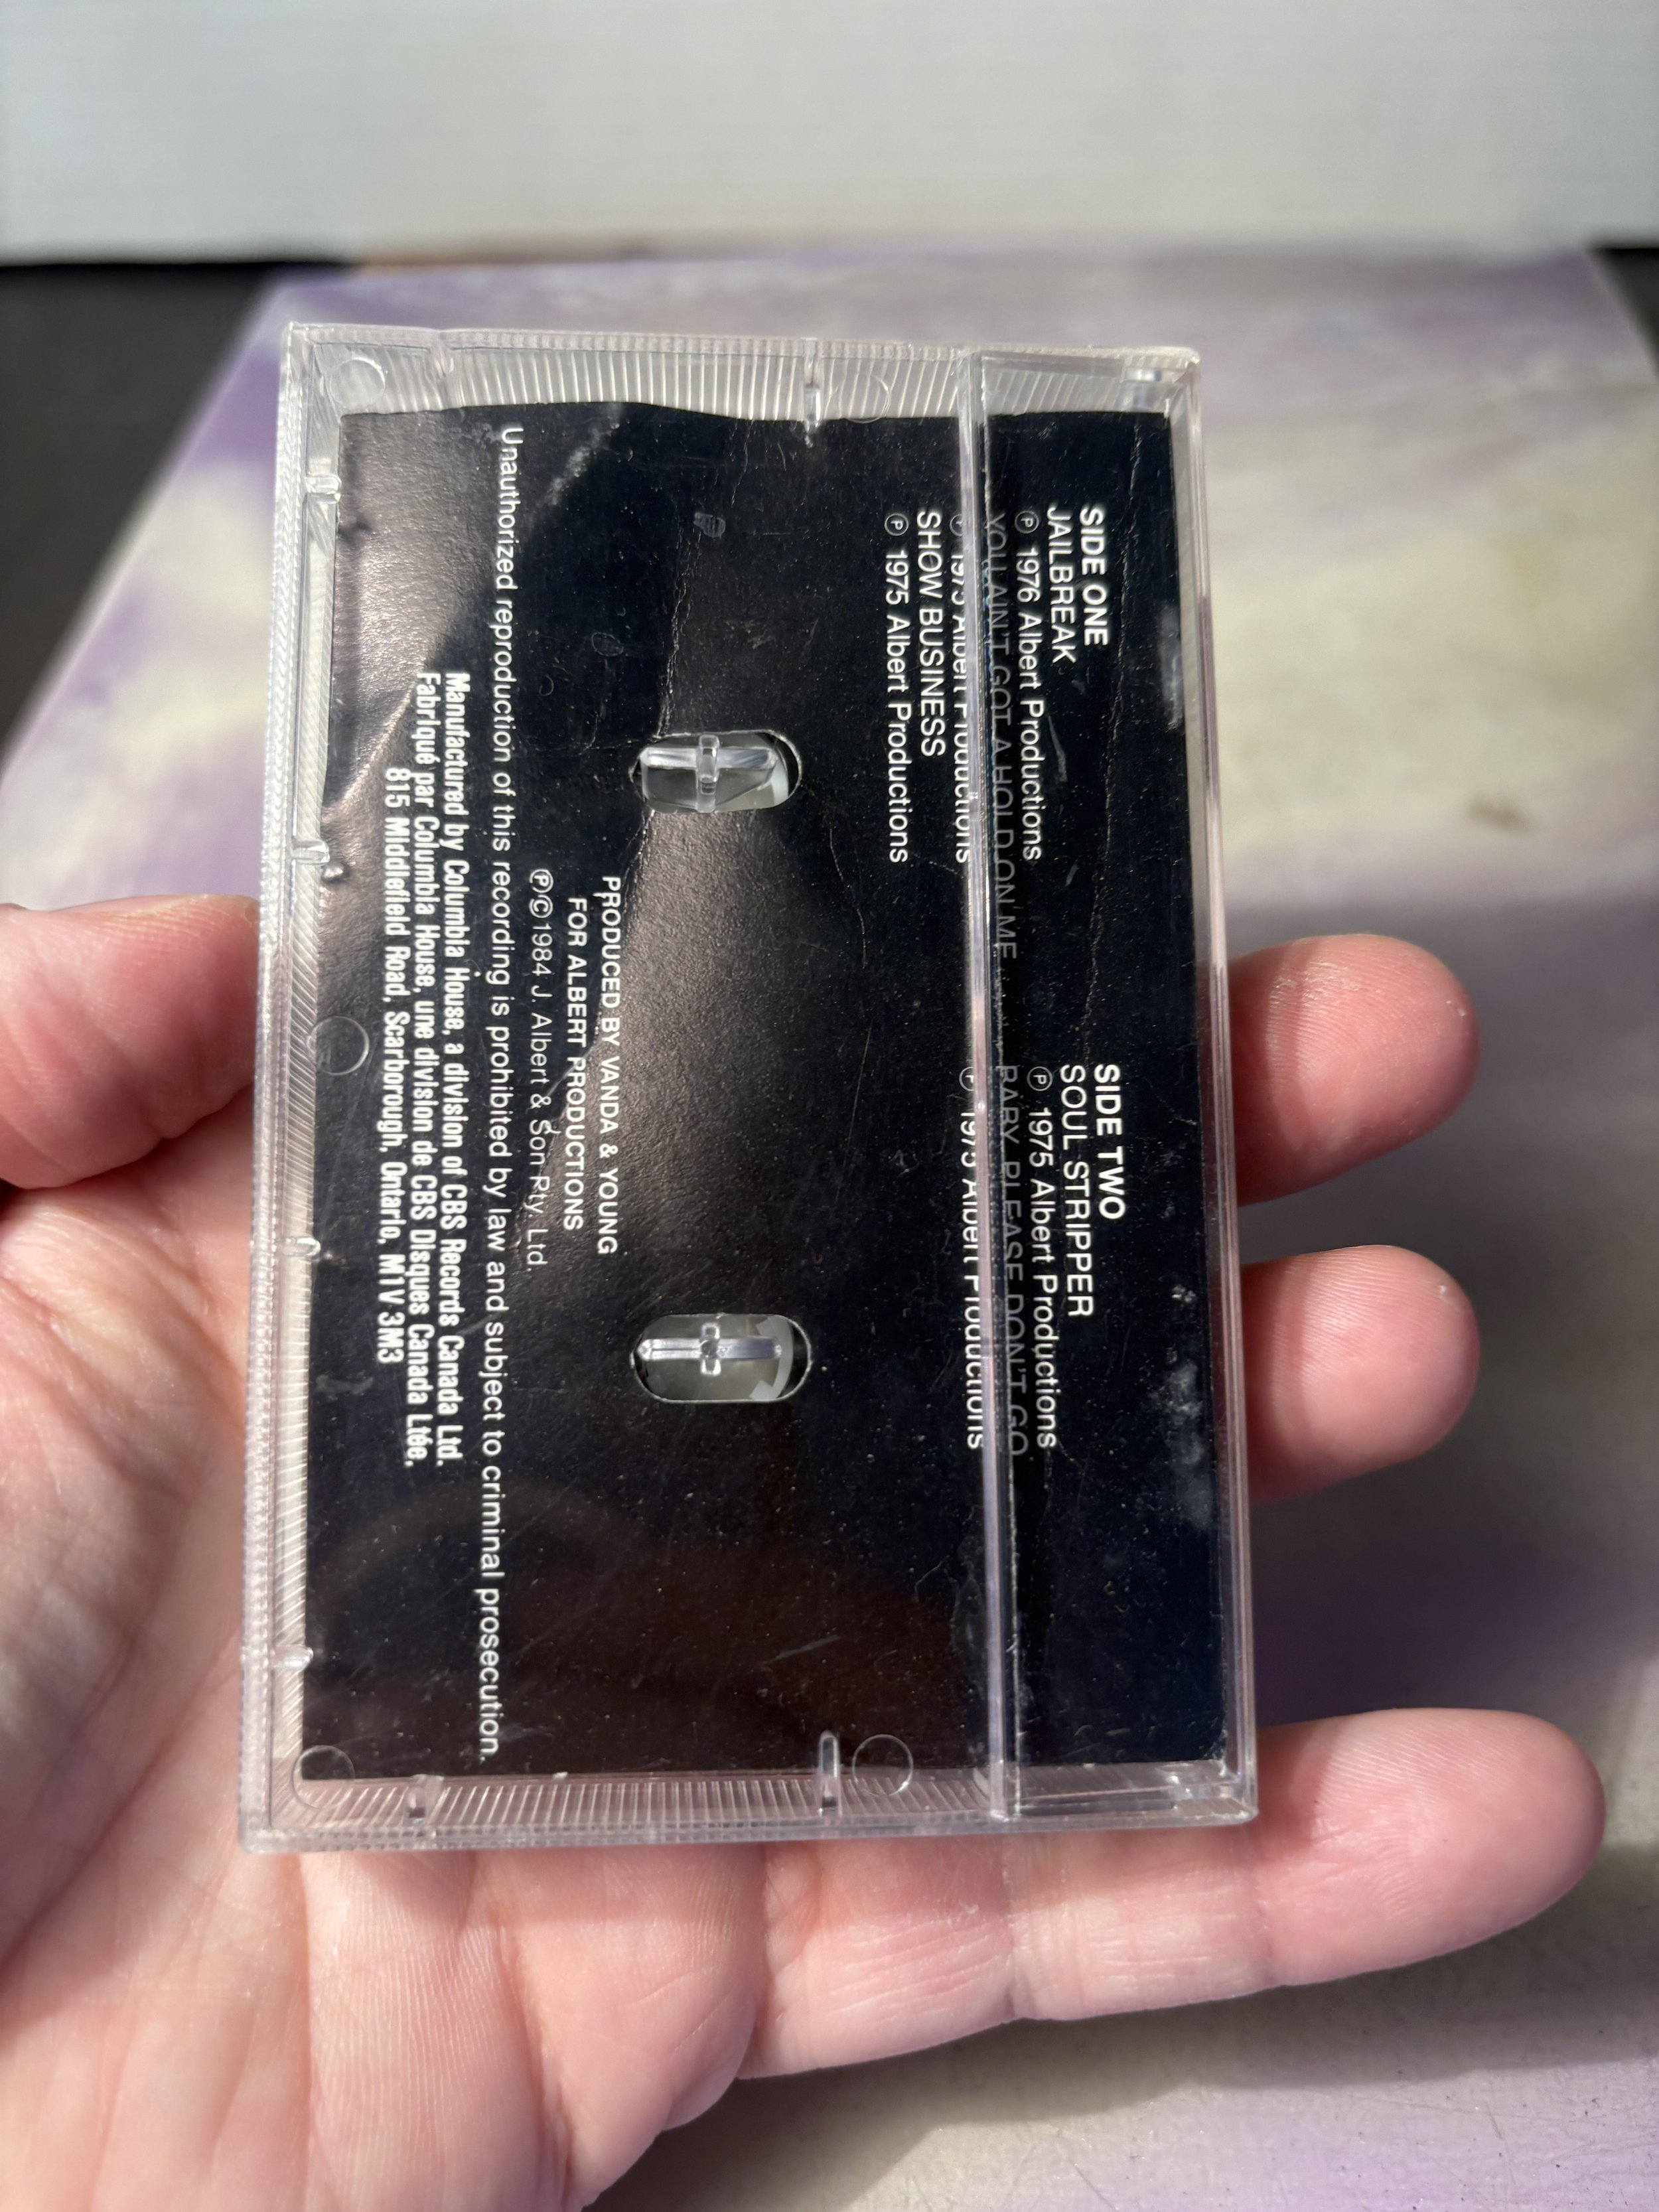 SIDE ONE
JAILBREAK
Ⓟ 1976 Albert Productions
YOU AIN'T GOT A HOLD ON ME
Ⓟ 1975 Albert Productions
SHOW BUSINESS
Ⓟ 1975 Albert Productions
SIDE TWO
SOUL STRIPPER
Ⓟ 1975 Albert Productions
BABY PLEASE DON'T GO
Ⓟ 1975 Albert Productions
PRODUCED BY VANDA & YOUNG
FOR ALBERT PRODUCTIONS
Ⓟ©1984 J. Albert & Son Pty. Ltd
Unauthorized reproduction of this recording is prohibited by law and subject to criminal prosecution.
Manufactured by Columbia House, a division of CBS Records Canada Ltd.
Fabriqué par Columbia House, une division de CBS Disques Canada Ltée.
815 Middlefield Road, Scarborough, Ontario, M1V 3M3